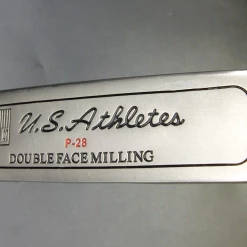 U.S.Athletes
P-28
DOUBLE FACE MILLING